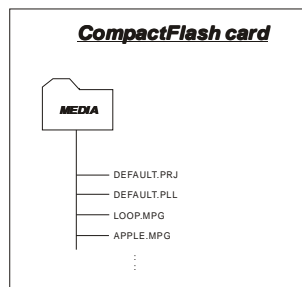 CompactFlash card
MEDIA
DEFAULT.PRJ
DEFAULT.PLL
LOOP.MPG
APPLE.MPG